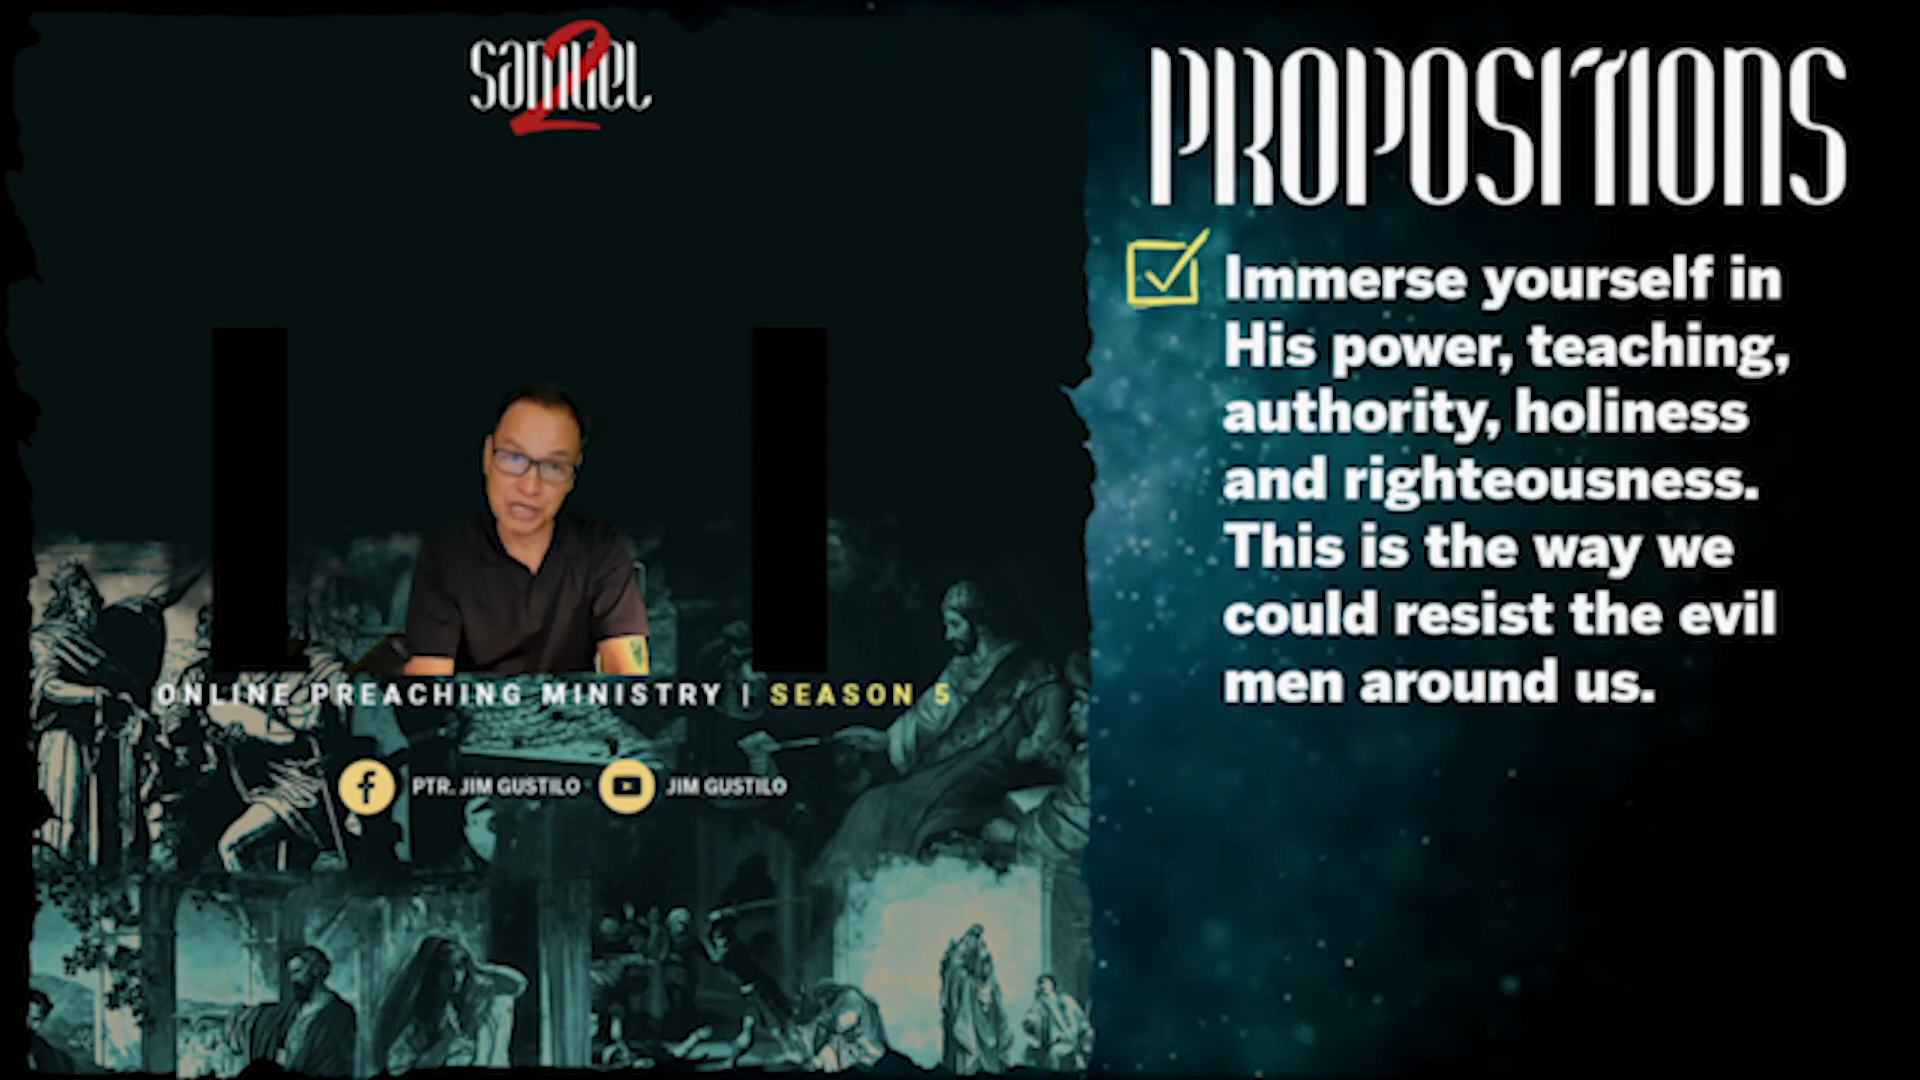 Samuel
2
ONLINE PREACHING MINISTRY | SEASON 5
PTR. JIM GUSTILO
JIM GUSTILO
PROPOSITIONS
Immerse yourself in
His power, teaching,
authority, holiness
and righteousness.
This is the way we
could resist the evil
men around us.